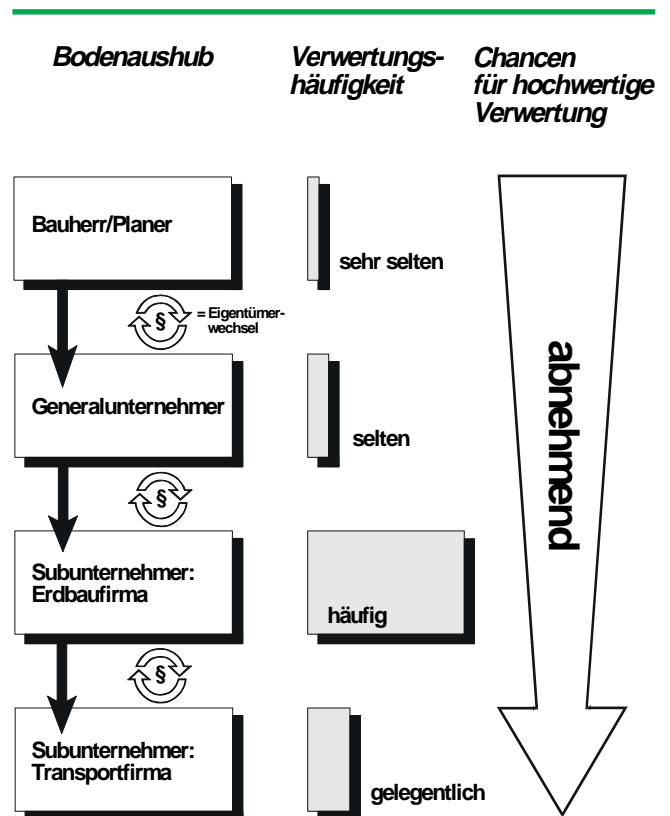 Bodenaushub
Verwertungs-
häufigkeit
Chancen
für hochwertige
Verwertung
Bauherr/Planer
sehr selten
§
= Eigentümer-
wechsel
Generalunternehmer
selten
§
Subunternehmer:
Erdbaufirma
häufig
§
Subunternehmer:
Transportfirma
gelegentlich
abnehmend